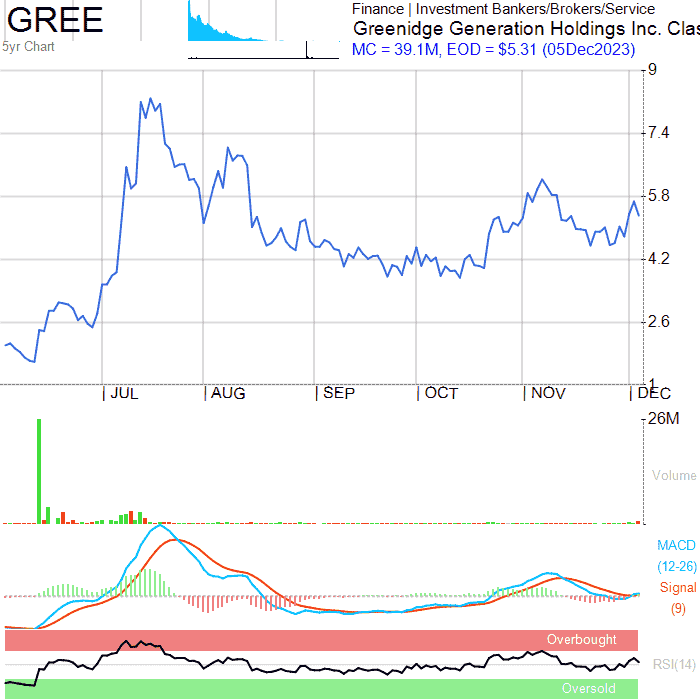 GREE
5yr Chart
Finance | Investment Bankers/Brokers/Service
Greenidge Generation Holdings Inc. Clas
MC = 39.1M, EOD = $5.31 (05Dec2023)
9
7.4
5.8
4.2
2.6
1
| JUL | AUG | SEP | OCT | NOV | DEC
26M
Volume
MACD
(12-26)
Signal
(9)
Overbought
RSI(14)
Oversold